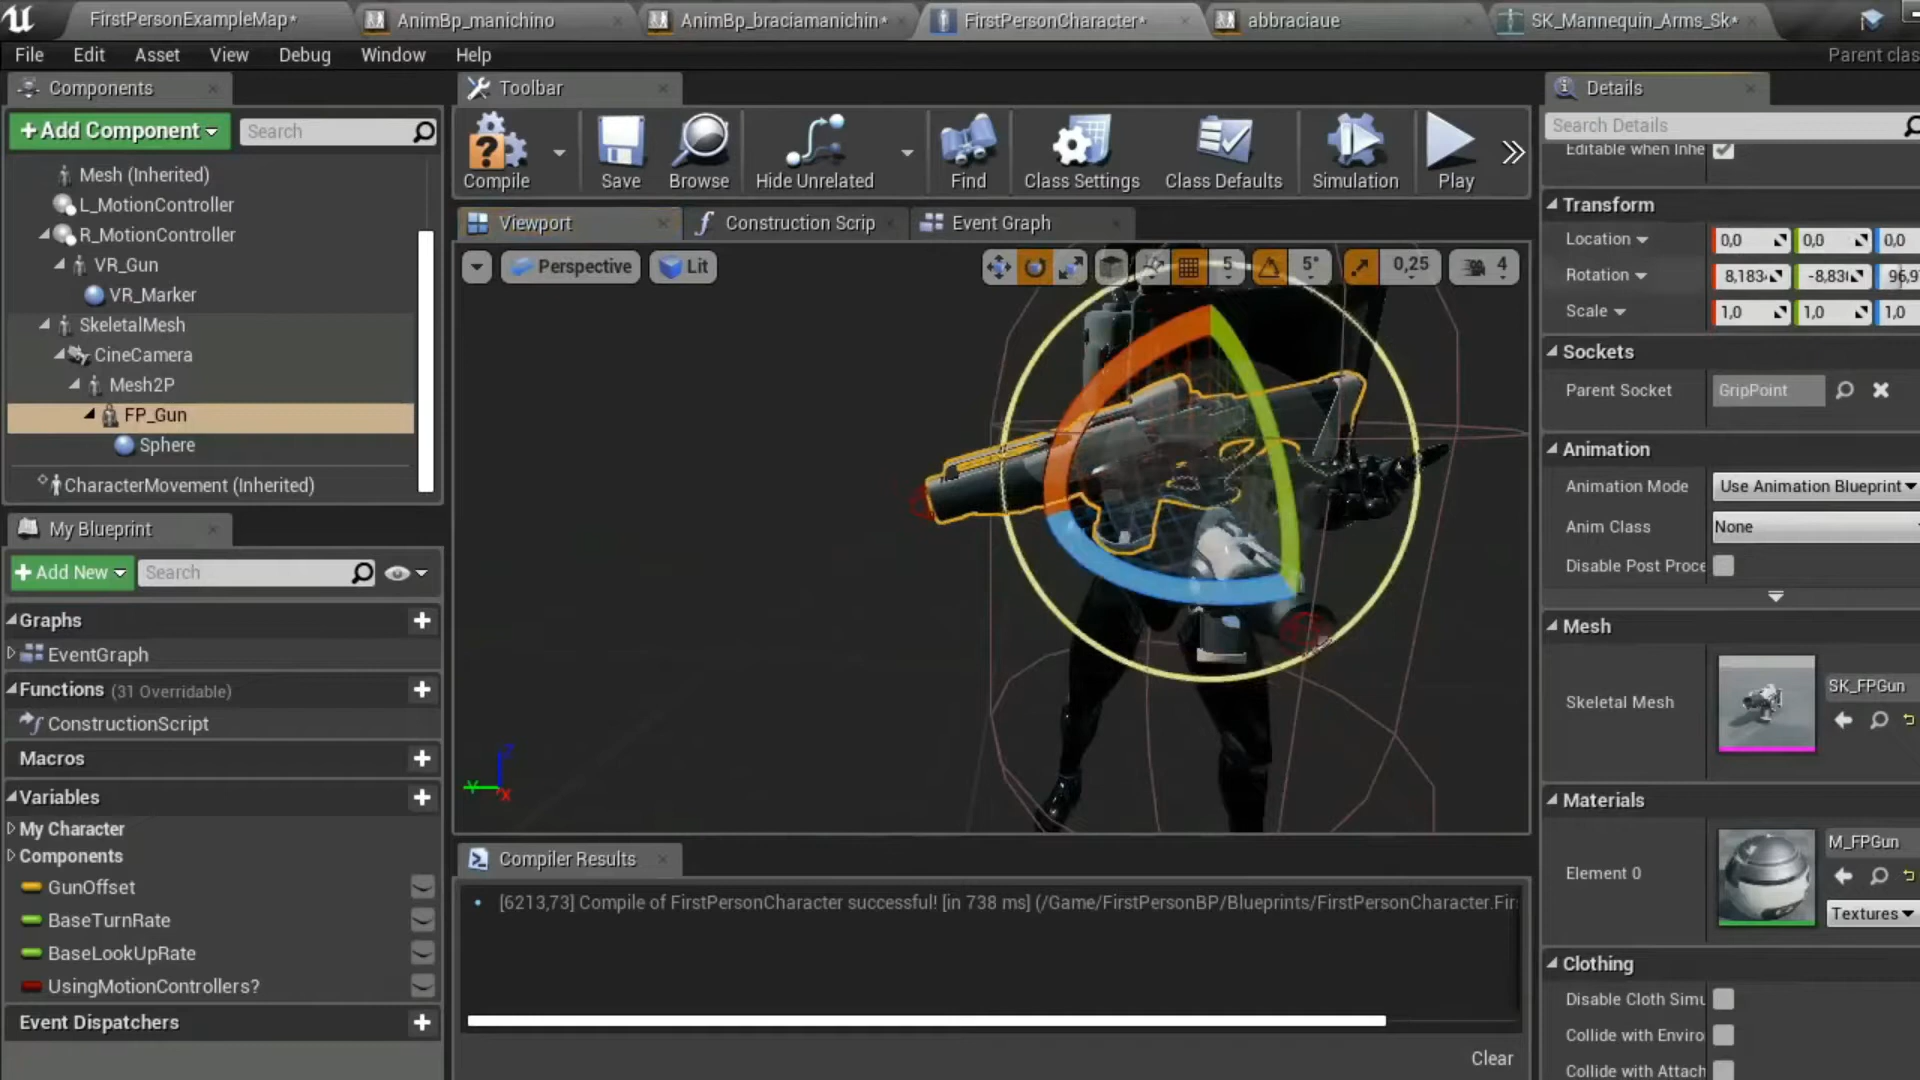 FirstPersonExampleMap*
AnimBp_manichino
AnimBp_braciamanichin*
FirstPersonCharacter*
abbraciaue
SK_Mannequin_Arms_Sk*
File Edit Asset View Debug Window Help
Parent clas
Components
+Add Component
Search
Mesh (Inherited)
L_MotionController
R_MotionController
VR_Gun
VR_Marker
SkeletalMesh
CineCamera
Mesh2P
FP_Gun
Sphere
CharacterMovement (Inherited)
My Blueprint
+Add New
Search
Graphs
EventGraph
Functions (31 Overridable)
ConstructionScript
Macros
Variables
My Character
Components
GunOffset
BaseTurnRate
BaseLookUpRate
UsingMotionControllers?
Event Dispatchers
Toolbar
Compile
Save
Browse
Hide Unrelated
Find
Class Settings
Class Defaults
Simulation
Play
Viewport
Construction Scrip
Event Graph
Perspective
Lit
5
5°
0,25
4
Z
Y
X
Compiler Results
[6213,73] Compile of FirstPersonCharacter successful! [in 738 ms] (/Game/FirstPersonBP/Blueprints/FirstPersonCharacter.Fir
Clear
Details
Search Details
Editable when Inhe
Transform
Location 0,0 0,0 0,0
Rotation 8,183 -8,83 96,9
Scale 1,0 1,0 1,0
Sockets
Parent Socket GripPoint
Animation
Animation Mode Use Animation Blueprint
Anim Class None
Disable Post Proce
Mesh
Skeletal Mesh SK_FPGun
Materials
Element 0 M_FPGun
Textures
Clothing
Disable Cloth Simu
Collide with Enviro
Collide with Attach